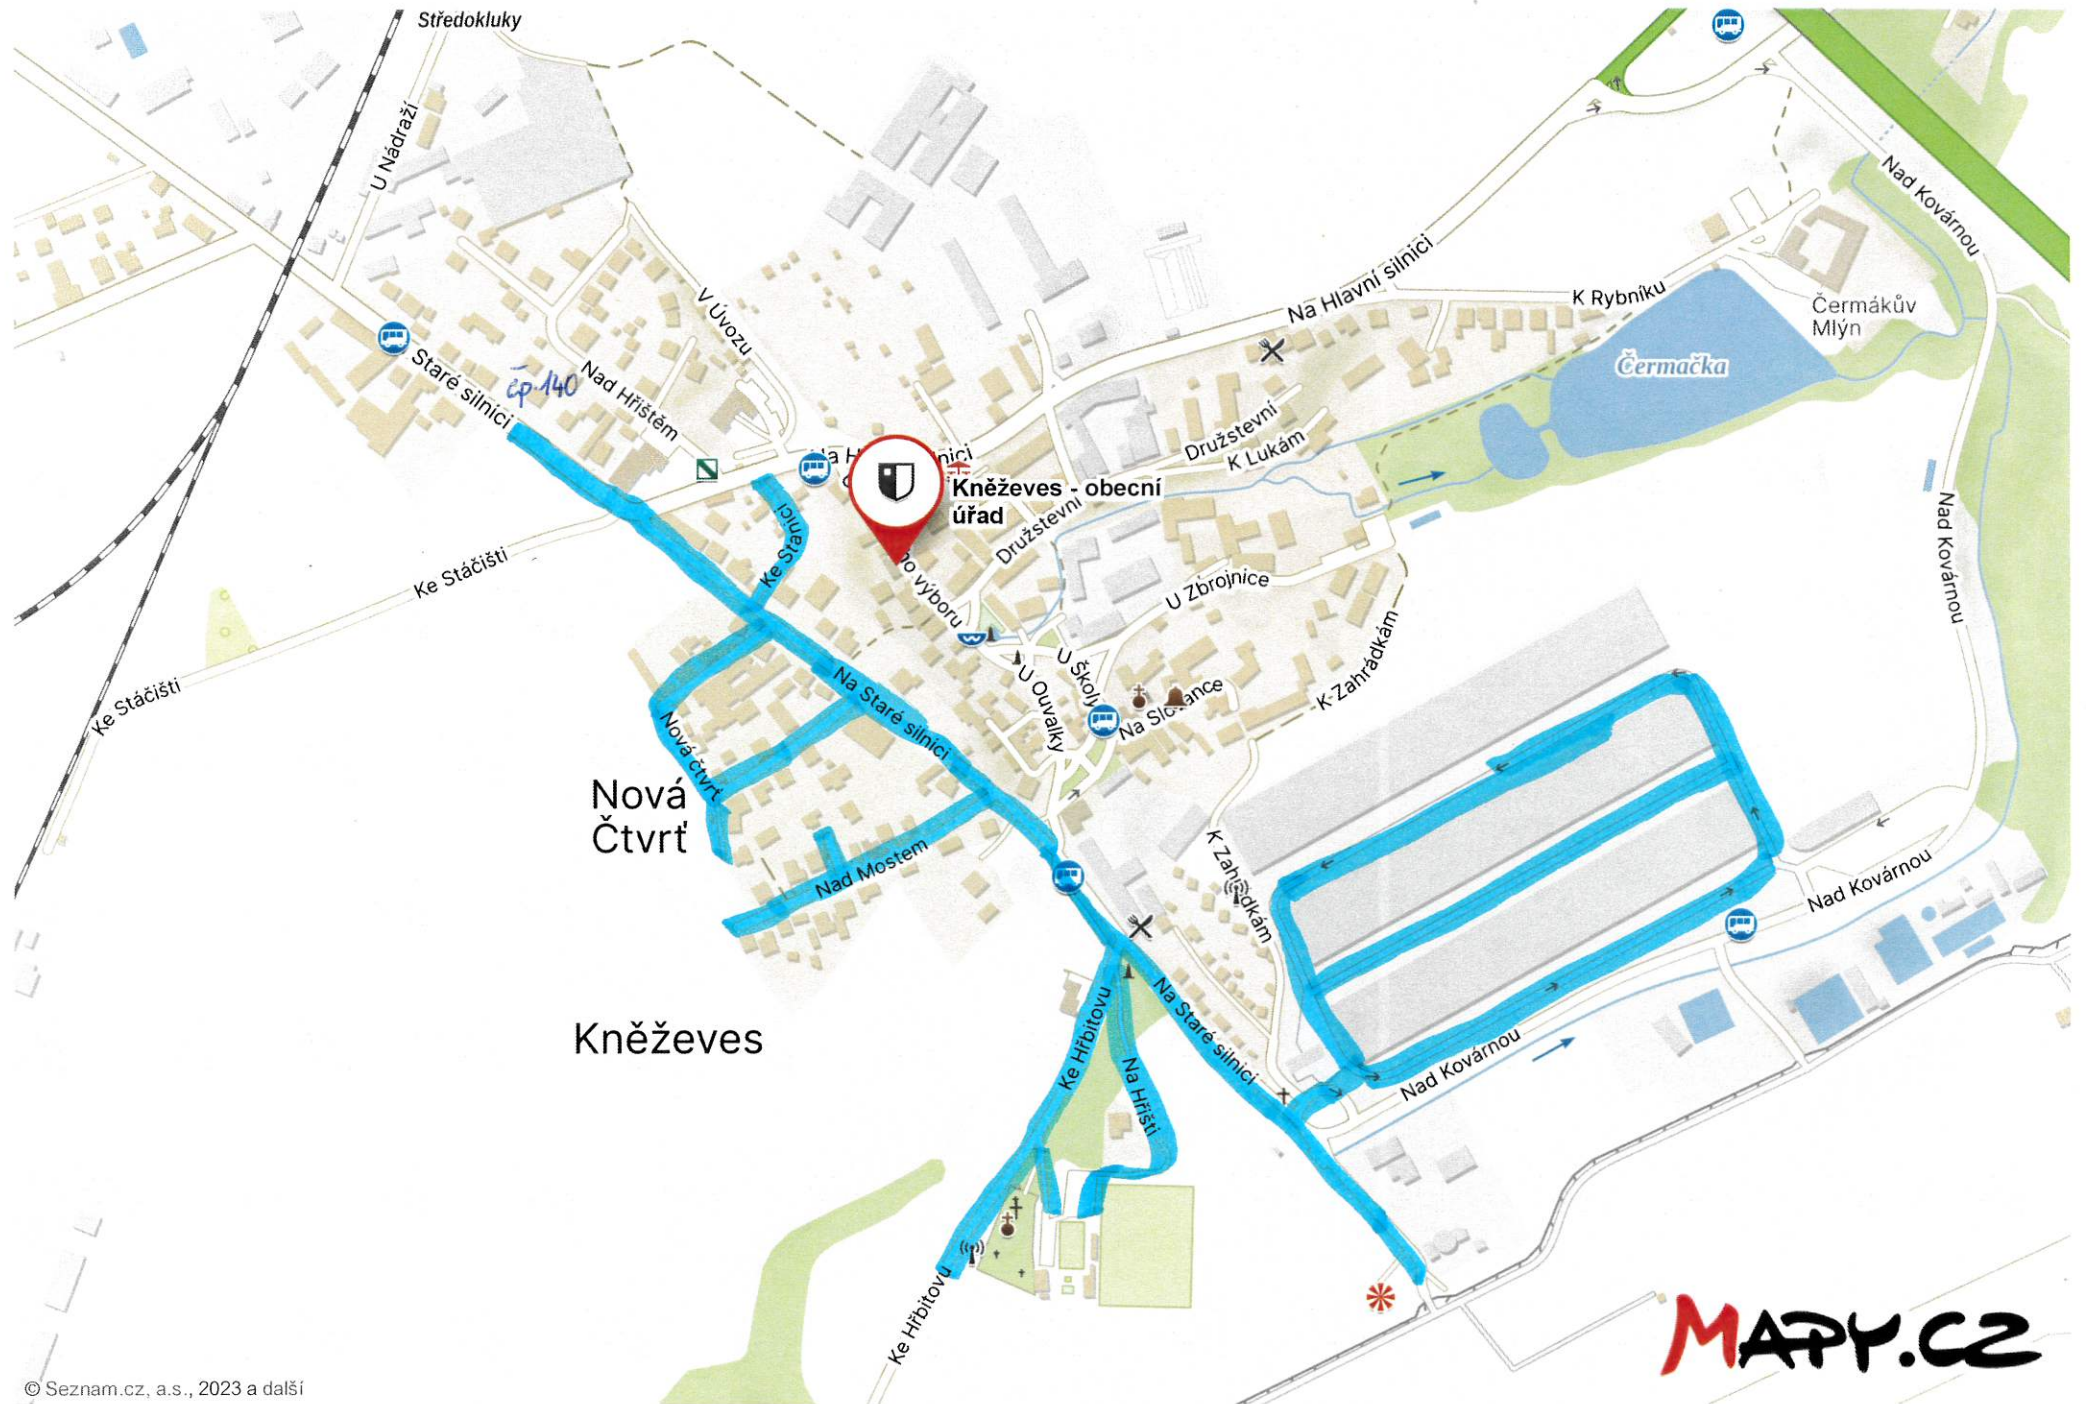 Středokluky
U Nádraží
Nad Kovárnou
Na Hlavní silnici
K Rybníku
Čermákův
Mlýn
V Úvozu
Čermačka
Staré silnici
čp.140
Nad Hřištěm
Družstevní
K Lukám
Kněževes - obecní
úřad
Ke Stanici
Družstevní
Nad Kovárnou
Ke Stáčišti
výboru
U Zbrojnice
K Zahrádkám
U Školy
U Ouvalky
Ke Stáčišti
Na Staré silnici
Nová čtvrť
Nová
Čtvrť
Nad Mostem
K Zahrádkám
Nad Kovárnou
Kněževes
Ke Hřbitovu
Na Staré silnici
Na Hřišti
Nad Kovárnou
Ke Hřbitovu
MAPY.CZ
© Seznam.cz, a.s., 2023 a další